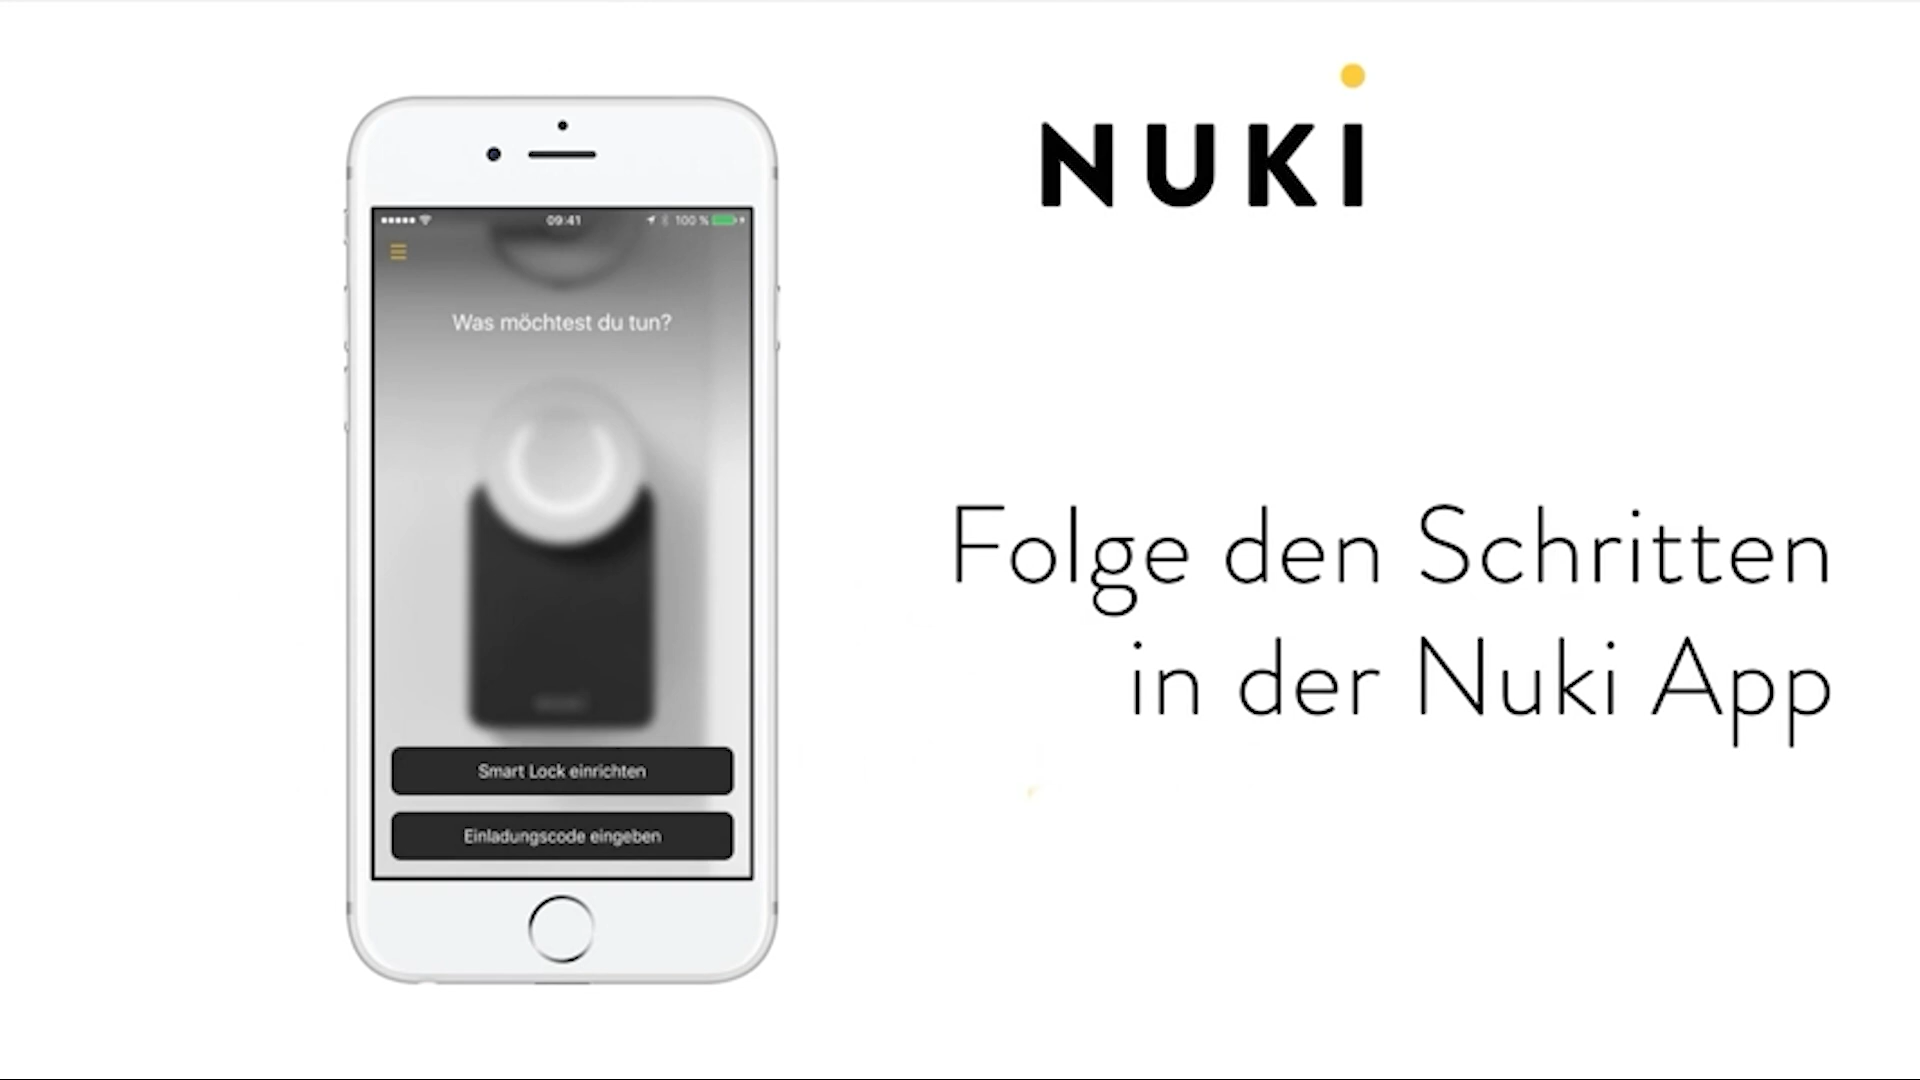 NUKI
09:41
100 %
Was möchtest du tun?
Smart Lock einrichten
Einladungscode eingeben
Folge den Schritten
in der Nuki App